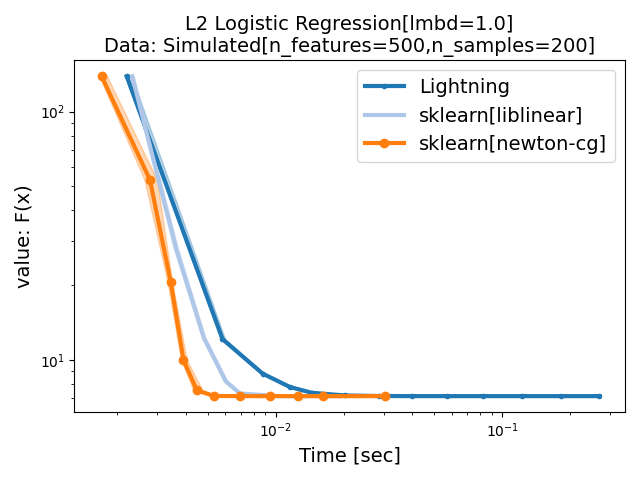 L2 Logistic Regression[lmbd=1.0]
Data: Simulated[n_features=500,n_samples=200]
Lightning
sklearn[liblinear]
sklearn[newton-cg]
value: F(x)
10²
10¹
10⁻²
10⁻¹
Time [sec]